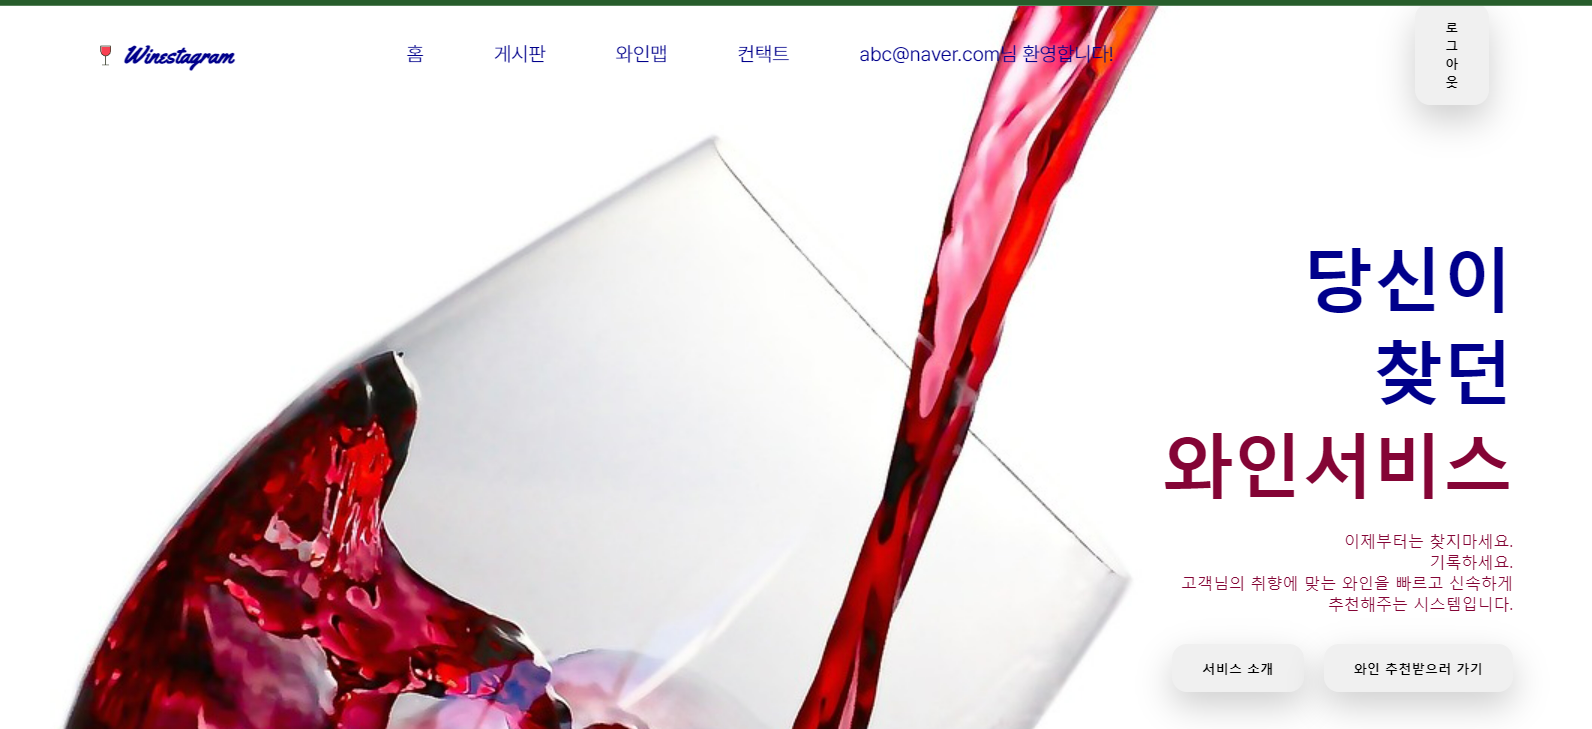 Winestagram
홈
게시판
와인맵
컨택트
abc@naver.com님 환영합니다!
로
그
아
웃
당신이
찾던
와인서비스
이제부터는 찾지마세요.
기록하세요.
고객님의 취향에 맞는 와인을 빠르고 신속하게
추천해주는 시스템입니다.
서비스 소개
와인 추천받으러 가기